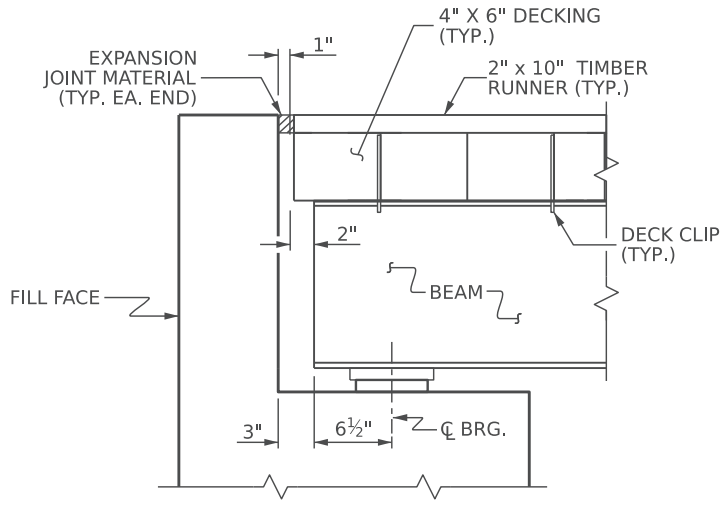 4" X 6" DECKING
(TYP.)
1"
EXPANSION
JOINT MATERIAL
(TYP. EA. END)
2" x 10" TIMBER
RUNNER (TYP.)
2"
DECK CLIP
(TYP.)
FILL FACE
BEAM
3"
6½"
℄ BRG.